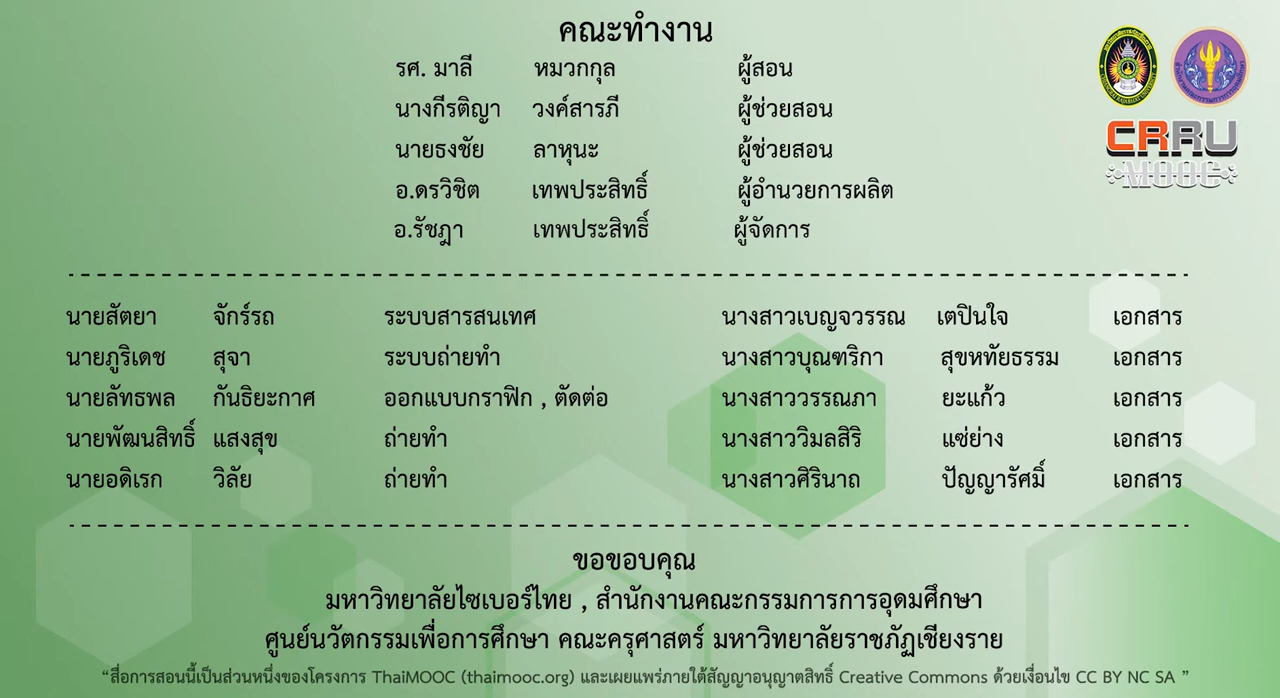 คณะทำงาน
รศ. มาลี หมวกกุล ผู้สอน
นางกีรติญา วงค์สารภี ผู้ช่วยสอน
นายธงชัย ลาหุนะ ผู้ช่วยสอน
อ.ดรวิชิต เทพประสิทธิ์ ผู้อำนวยการผลิต
อ.รัชฎา เทพประสิทธิ์ ผู้จัดการ
CRRU
MOOC
นายสัตยา จักร์รถ ระบบสารสนเทศ นางสาวเบญจวรรณ เตปินใจ เอกสาร
นายภูริเดช สุจา ระบบถ่ายทำ นางสาวบุณฑริกา สุขหทัยธรรม เอกสาร
นายลัทธพล กันธิยะกาศ ออกแบบกราฟิก , ตัดต่อ นางสาววรรณภา ยะแก้ว เอกสาร
นายพัฒนสิทธิ์ แสงสุข ถ่ายทำ นางสาววิมลสิริ แซ่ย่าง เอกสาร
นายอดิเรก วิลัย ถ่ายทำ นางสาวศิรินาถ ปัญญารัศมิ์ เอกสาร
ขอขอบคุณ
มหาวิทยาลัยไซเบอร์ไทย , สำนักงานคณะกรรมการการอุดมศึกษา
ศูนย์นวัตกรรมเพื่อการศึกษา คณะครุศาสตร์ มหาวิทยาลัยราชภัฏเชียงราย
“สื่อการสอนนี้เป็นส่วนหนึ่งของโครงการ ThaiMOOC (thaimooc.org) และเผยแพร่ภายใต้สัญญาอนุญาตสิทธิ์ Creative Commons ด้วยเงื่อนไข CC BY NC SA ”